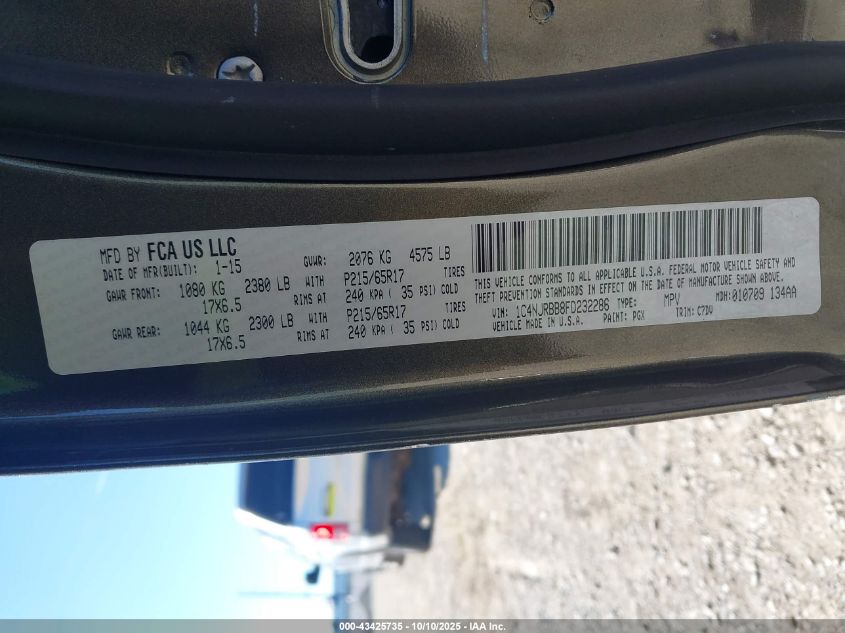 MFD BY FCA US LLC
DATE OF MFR(BUILT): 1-15 GVWR: 2076 KG 4575 LB
GAWR FRONT: 1080 KG 2380 LB WITH P215/65R17 TIRES
17X6.5 RIMS AT 240 KPA ( 35 PSI) COLD
GAWR REAR: 1044 KG 2300 LB WITH P215/65R17 TIRES
17X6.5 RIMS AT 240 KPA ( 35 PSI) COLD
THIS VEHICLE CONFORMS TO ALL APPLICABLE U.S.A. FEDERAL MOTOR VEHICLE SAFETY AND
THEFT PREVENTION STANDARDS IN EFFECT ON THE DATE OF MANUFACTURE SHOWN ABOVE.
VIN: 1C4NJRBB8FD232286 TYPE: MPV MDH: 010709 134AA
VEHICLE MADE IN U.S.A. PAINT: PGX TRIM: C7DV
000-43425735 - 10/10/2025 - IAA Inc.